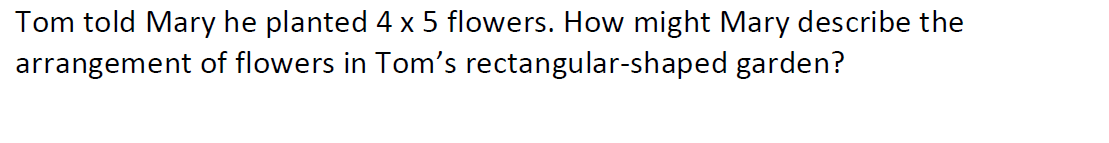 Tom told Mary he planted 4 x 5 flowers. How might Mary describe the
arrangement of flowers in Tom’s rectangular-shaped garden?